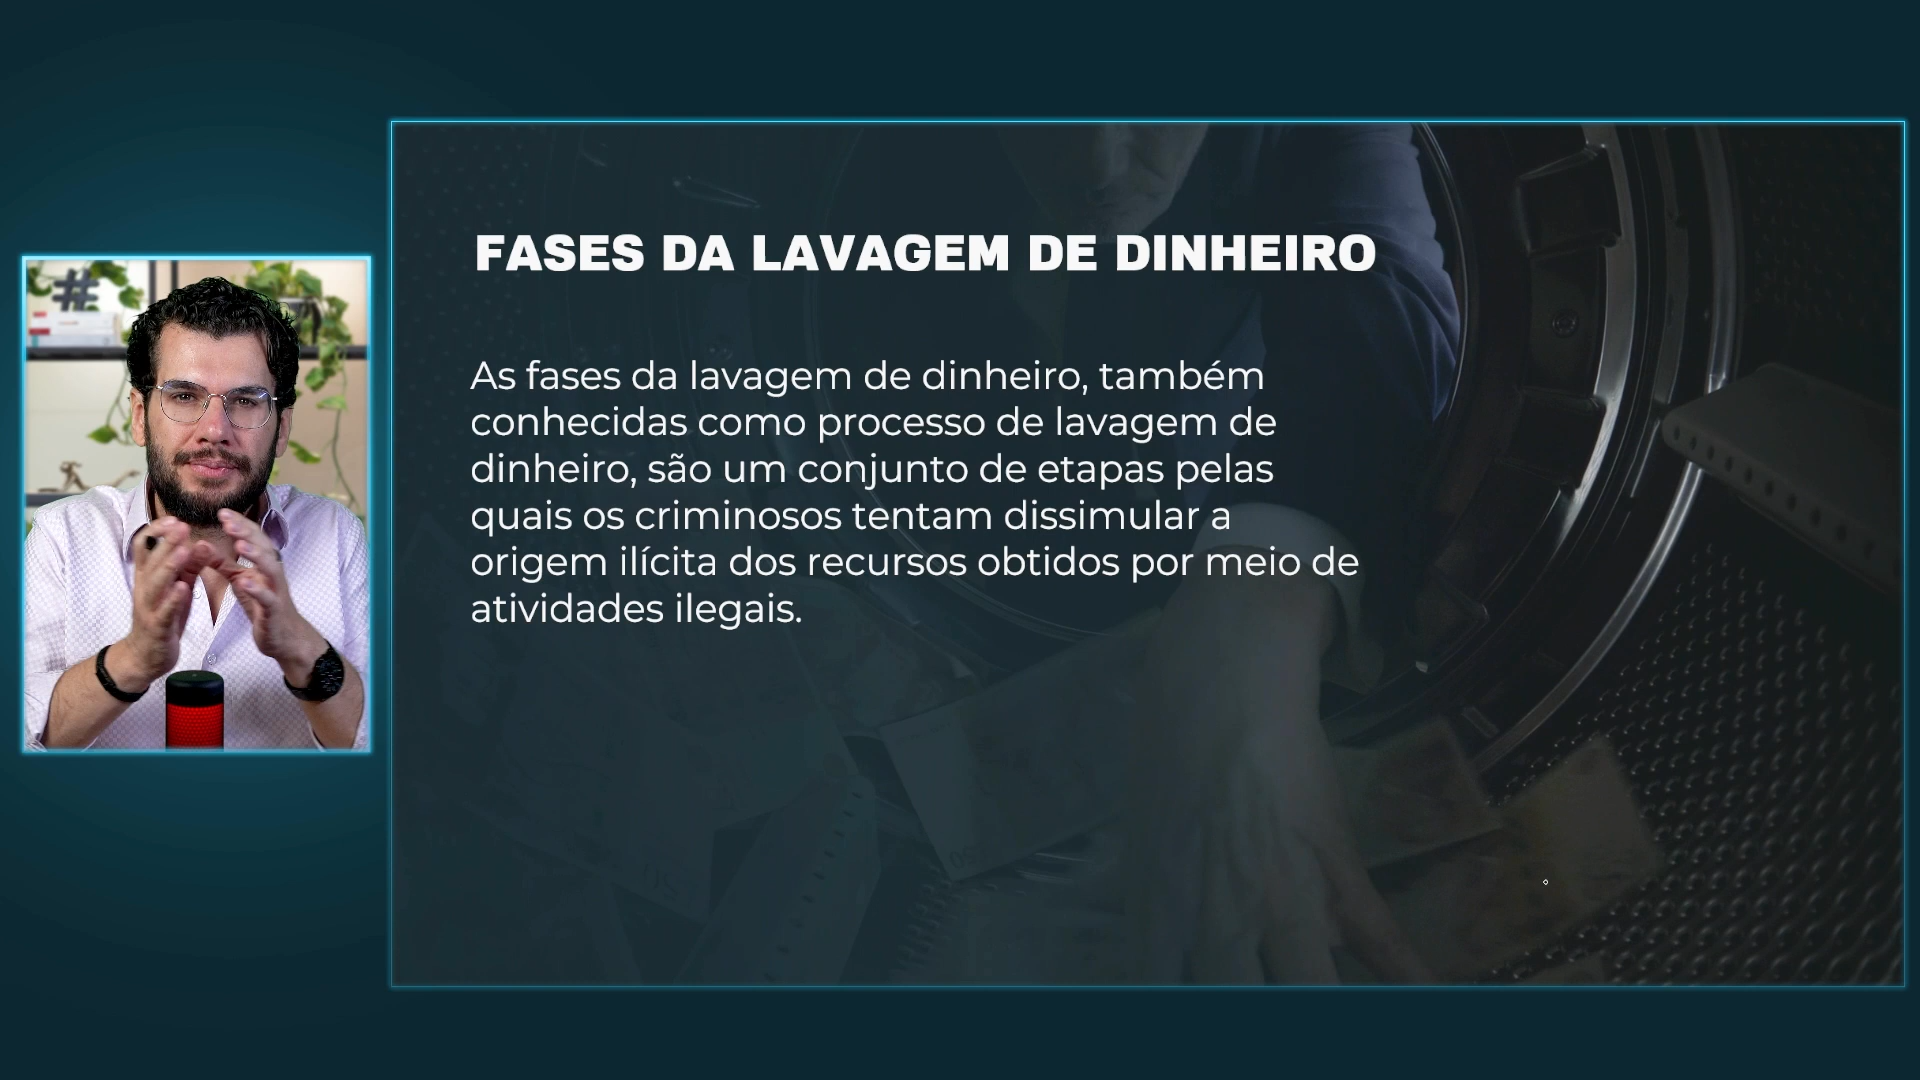 FASES DA LAVAGEM DE DINHEIRO
As fases da lavagem de dinheiro, também
conhecidas como processo de lavagem de
dinheiro, são um conjunto de etapas pelas
quais os criminosos tentam dissimular a
origem ilícita dos recursos obtidos por meio de
atividades ilegais.